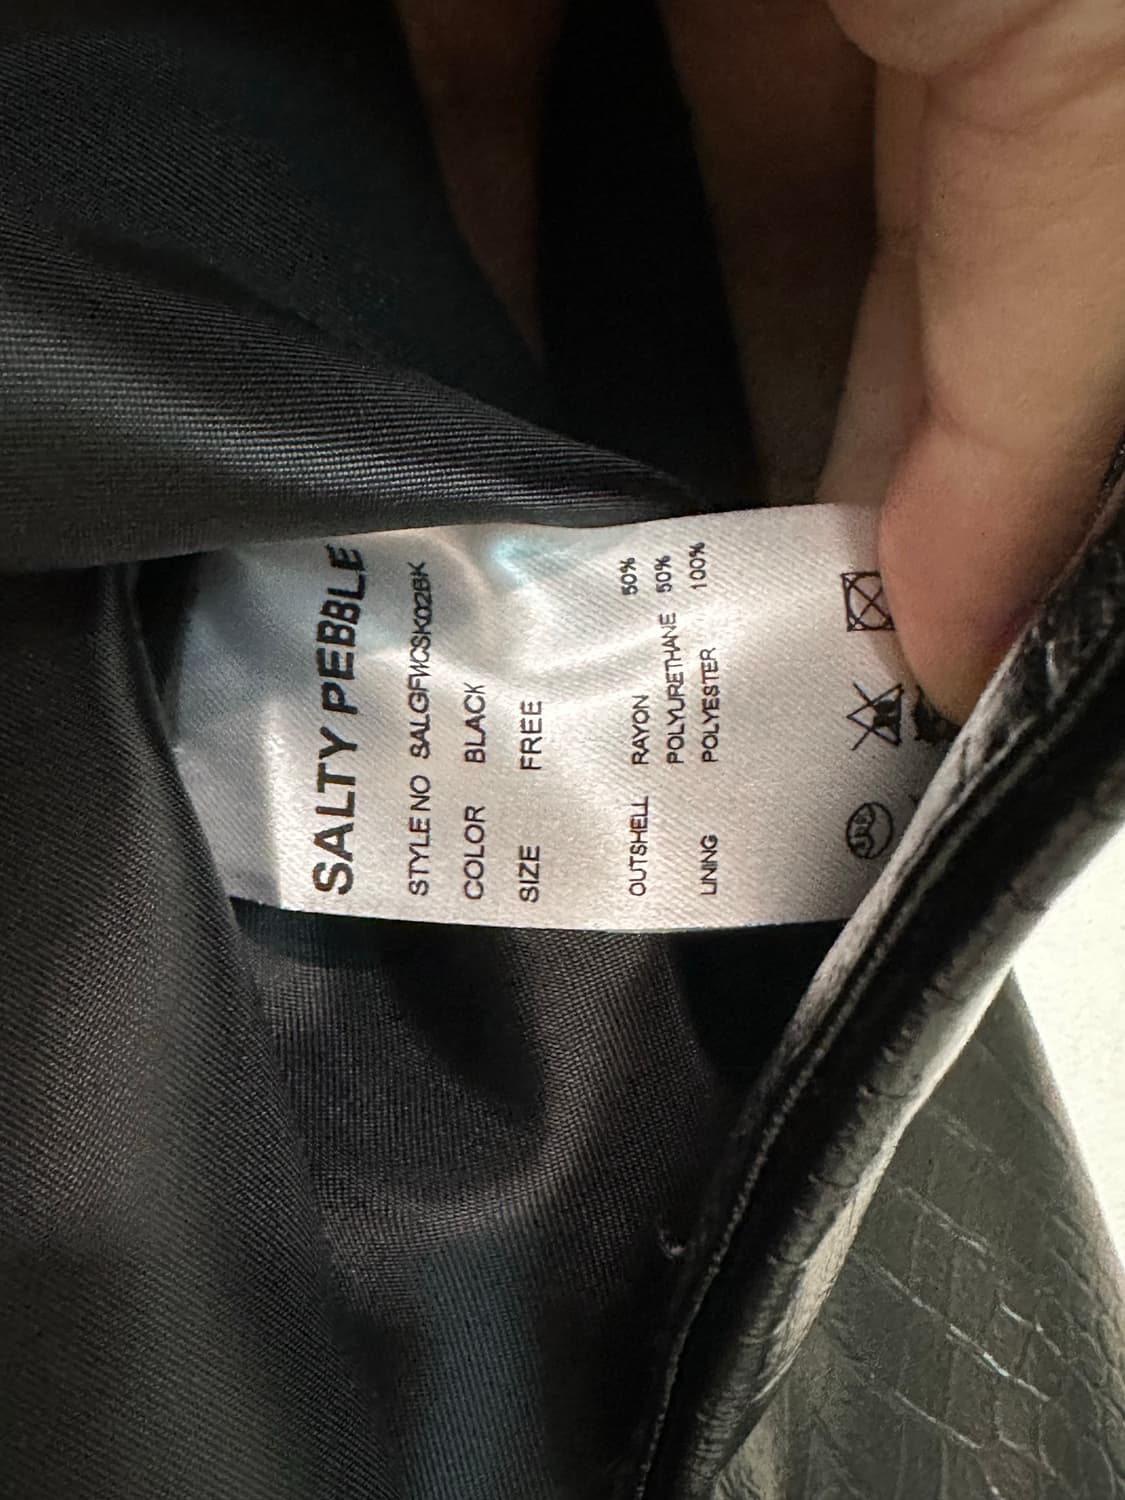 SALTY PEBBLE
STYLE NO SALGFWCSK02BK
COLOR BLACK
SIZE FREE
OUTSHELL RAYON 50%
POLYURETHANE 50%
LINING POLYESTER 100%